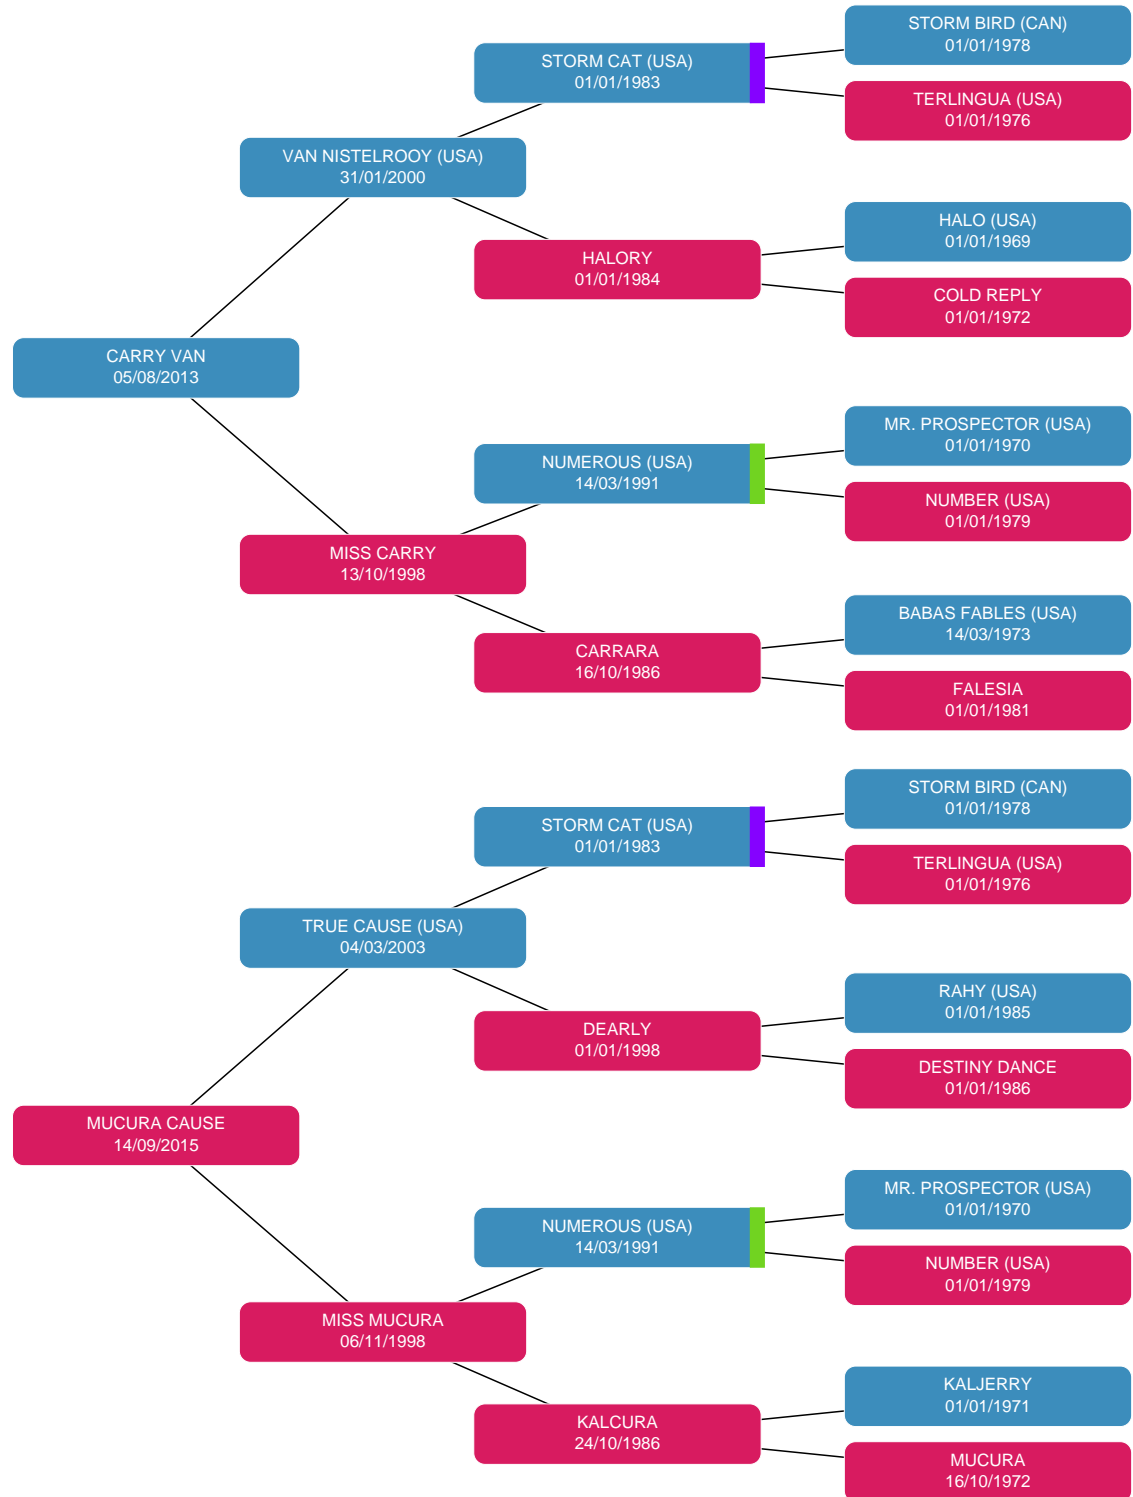 STORM BIRD (CAN)
01/01/1978
STORM CAT (USA)
01/01/1983
TERLINGUA (USA)
01/01/1976
VAN NISTELROOY (USA)
31/01/2000
HALO (USA)
01/01/1969
HALORY
01/01/1984
COLD REPLY
01/01/1972
CARRY VAN
05/08/2013
MR. PROSPECTOR (USA)
01/01/1970
NUMEROUS (USA)
14/03/1991
NUMBER (USA)
01/01/1979
MISS CARRY
13/10/1998
BABAS FABLES (USA)
14/03/1973
CARRARA
16/10/1986
FALESIA
01/01/1981
STORM BIRD (CAN)
01/01/1978
STORM CAT (USA)
01/01/1983
TERLINGUA (USA)
01/01/1976
TRUE CAUSE (USA)
04/03/2003
RAHY (USA)
01/01/1985
DEARLY
01/01/1998
DESTINY DANCE
01/01/1986
MUCURA CAUSE
14/09/2015
MR. PROSPECTOR (USA)
01/01/1970
NUMEROUS (USA)
14/03/1991
NUMBER (USA)
01/01/1979
MISS MUCURA
06/11/1998
KALJERRY
01/01/1971
KALCURA
24/10/1986
MUCURA
16/10/1972